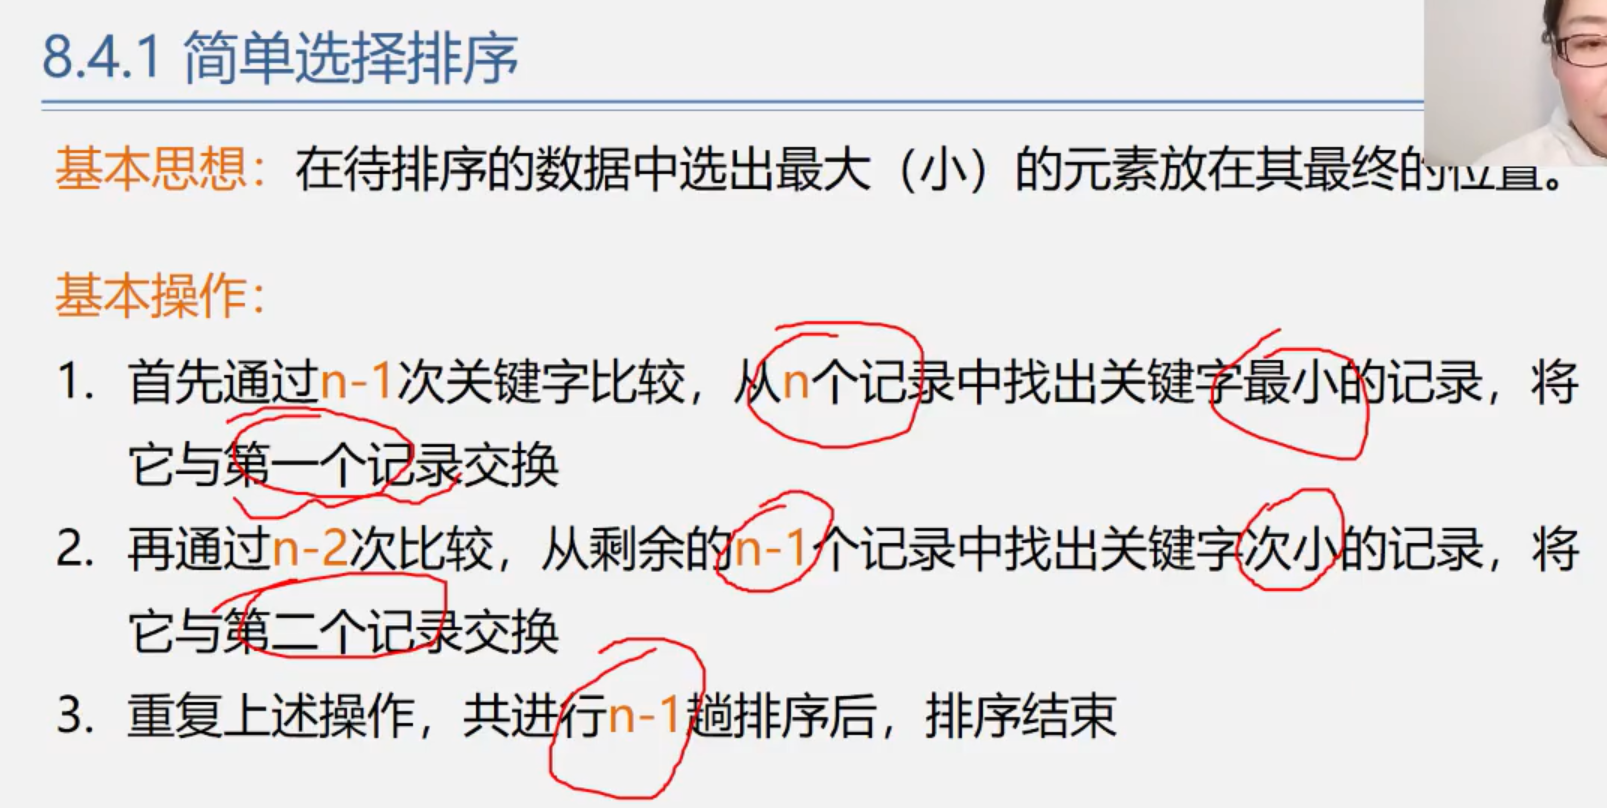 8.4.1 简单选择排序
基本思想：在待排序的数据中选出最大（小）的元素放在其最终的位置。
基本操作：
1. 首先通过n-1次关键字比较，从n个记录中找出关键字最小的记录，将
它与第一个记录交换
2. 再通过n-2次比较，从剩余的n-1个记录中找出关键字次小的记录，将
它与第二个记录交换
3. 重复上述操作，共进行n-1趟排序后，排序结束